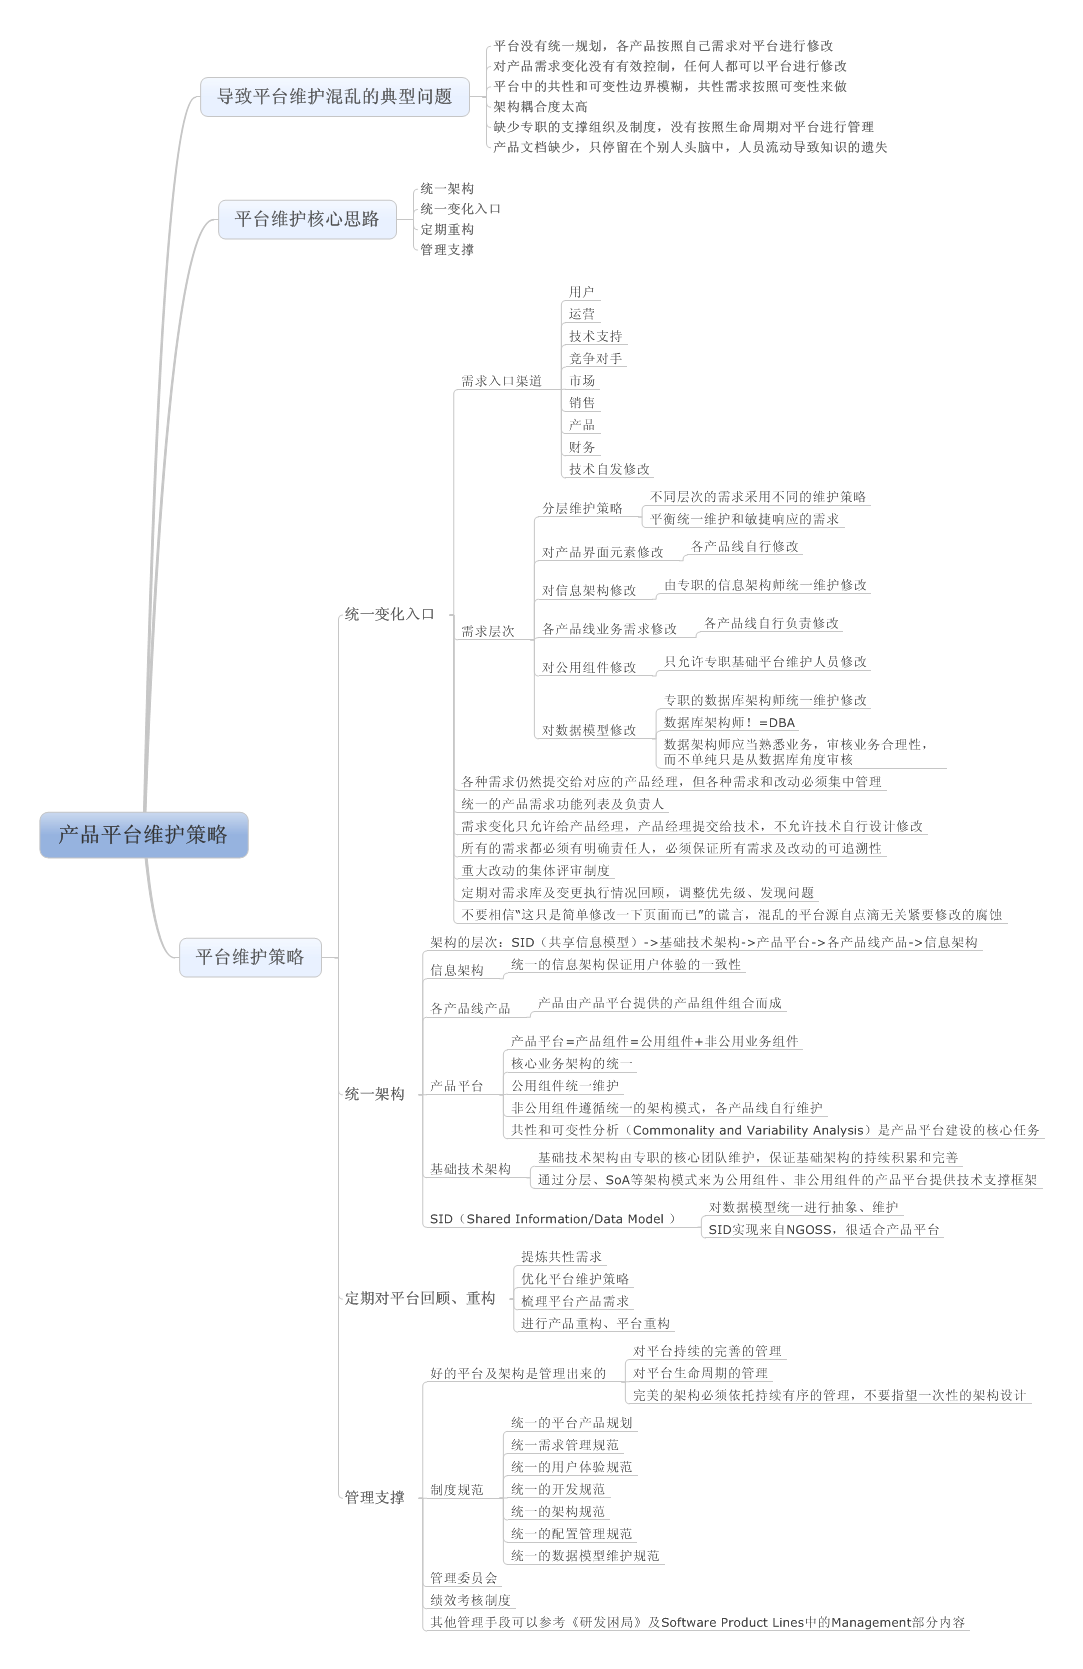 产品平台维护策略
导致平台维护混乱的典型问题
平台没有统一规划，各产品按照自己需求对平台进行修改
对产品需求变化没有有效控制，任何人都可以平台进行修改
平台中的共性和可变性边界模糊，共性需求按照可变性来做
架构耦合度太高
缺少专职的支撑组织及制度，没有按照生命周期对平台进行管理
产品文档缺少，只停留在个别人头脑中，人员流动导致知识的遗失
平台维护核心思路
统一架构
统一变化入口
定期重构
管理支撑
平台维护策略
统一变化入口
需求入口渠道
用户
运营
技术支持
竞争对手
市场
销售
产品
财务
技术自发修改
需求层次
分层维护策略
不同层次的需求采用不同的维护策略
平衡统一维护和敏捷响应的需求
对产品界面元素修改
各产品线自行修改
对信息架构修改
由专职的信息架构师统一维护修改
各产品线业务需求修改
各产品线自行负责修改
对公用组件修改
只允许专职基础平台维护人员修改
对数据模型修改
专职的数据库架构师统一维护修改
数据库架构师！=DBA
数据架构师应当熟悉业务，审核业务合理性，
而不单纯只是从数据库角度审核
各种需求仍然提交给对应的产品经理，但各种需求和改动必须集中管理
统一的产品需求功能列表及负责人
需求变化只允许给产品经理，产品经理提交给技术，不允许技术自行设计修改
所有的需求都必须有明确责任人，必须保证所有需求及改动的可追溯性
重大改动的集体评审制度
定期对需求库及变更执行情况回顾，调整优先级、发现问题
不要相信“这只是简单修改一下页面而已”的谎言，混乱的平台源自点滴无关紧要修改的腐蚀
统一架构
架构的层次：SID（共享信息模型）->基础技术架构->产品平台->各产品线产品->信息架构
信息架构
统一的信息架构保证用户体验的一致性
各产品线产品
产品由产品平台提供的产品组件组合而成
产品平台
产品平台=产品组件=公用组件+非公用业务组件
核心业务架构的统一
公用组件统一维护
非公用组件遵循统一的架构模式，各产品线自行维护
共性和可变性分析（Commonality and Variability Analysis）是产品平台建设的核心任务
基础技术架构
基础技术架构由专职的核心团队维护，保证基础架构的持续积累和完善
通过分层、SoA等架构模式来为公用组件、非公用组件的产品平台提供技术支撑框架
SID（Shared Information/Data Model ）
对数据模型统一进行抽象、维护
SID实现来自NGOSS，很适合产品平台
定期对平台回顾、重构
提炼共性需求
优化平台维护策略
梳理平台产品需求
进行产品重构、平台重构
管理支撑
好的平台及架构是管理出来的
对平台持续的完善的管理
对平台生命周期的管理
完美的架构必须依托持续有序的管理，不要指望一次性的架构设计
制度规范
统一的平台产品规划
统一需求管理规范
统一的用户体验规范
统一的开发规范
统一的架构规范
统一的配置管理规范
统一的数据模型维护规范
管理委员会
绩效考核制度
其他管理手段可以参考《研发困局》及Software Product Lines中的Management部分内容